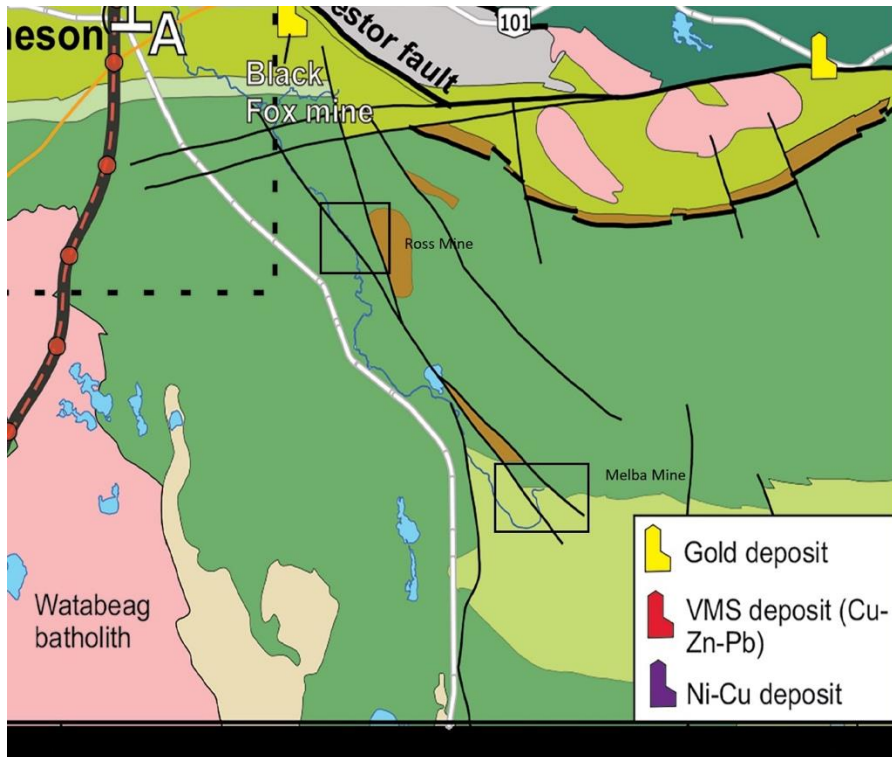 101
heson
A
estor fault
Black
Fox mine
Ross Mine
Melba Mine
Gold deposit
VMS deposit (Cu-
Zn-Pb)
Ni-Cu deposit
Watabeag
batholith